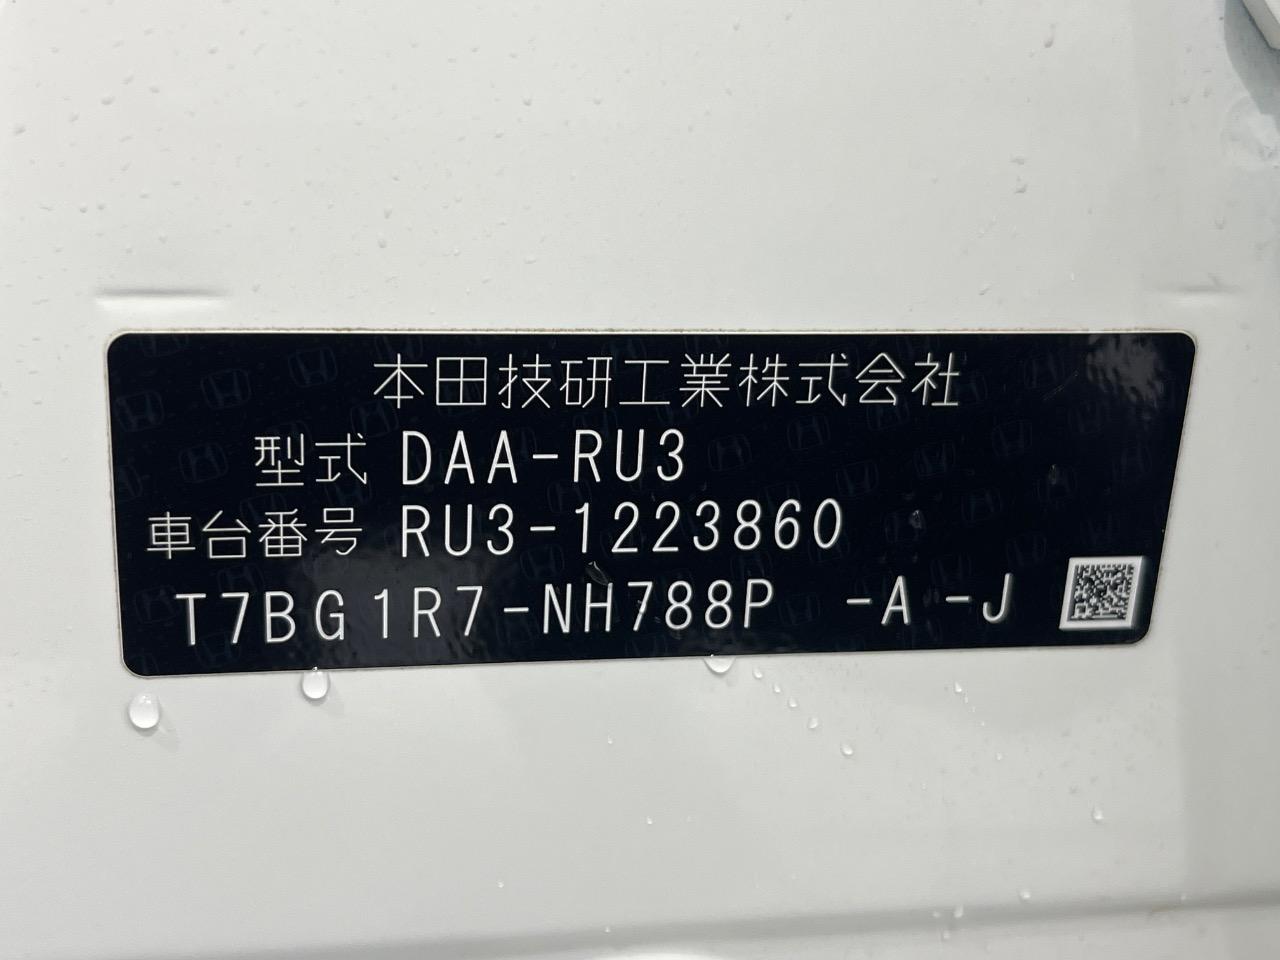 本田技研工業株式会社
型式 DAA-RU3
車台番号 RU3-1223860
T7BG1R7-NH788P -A -J